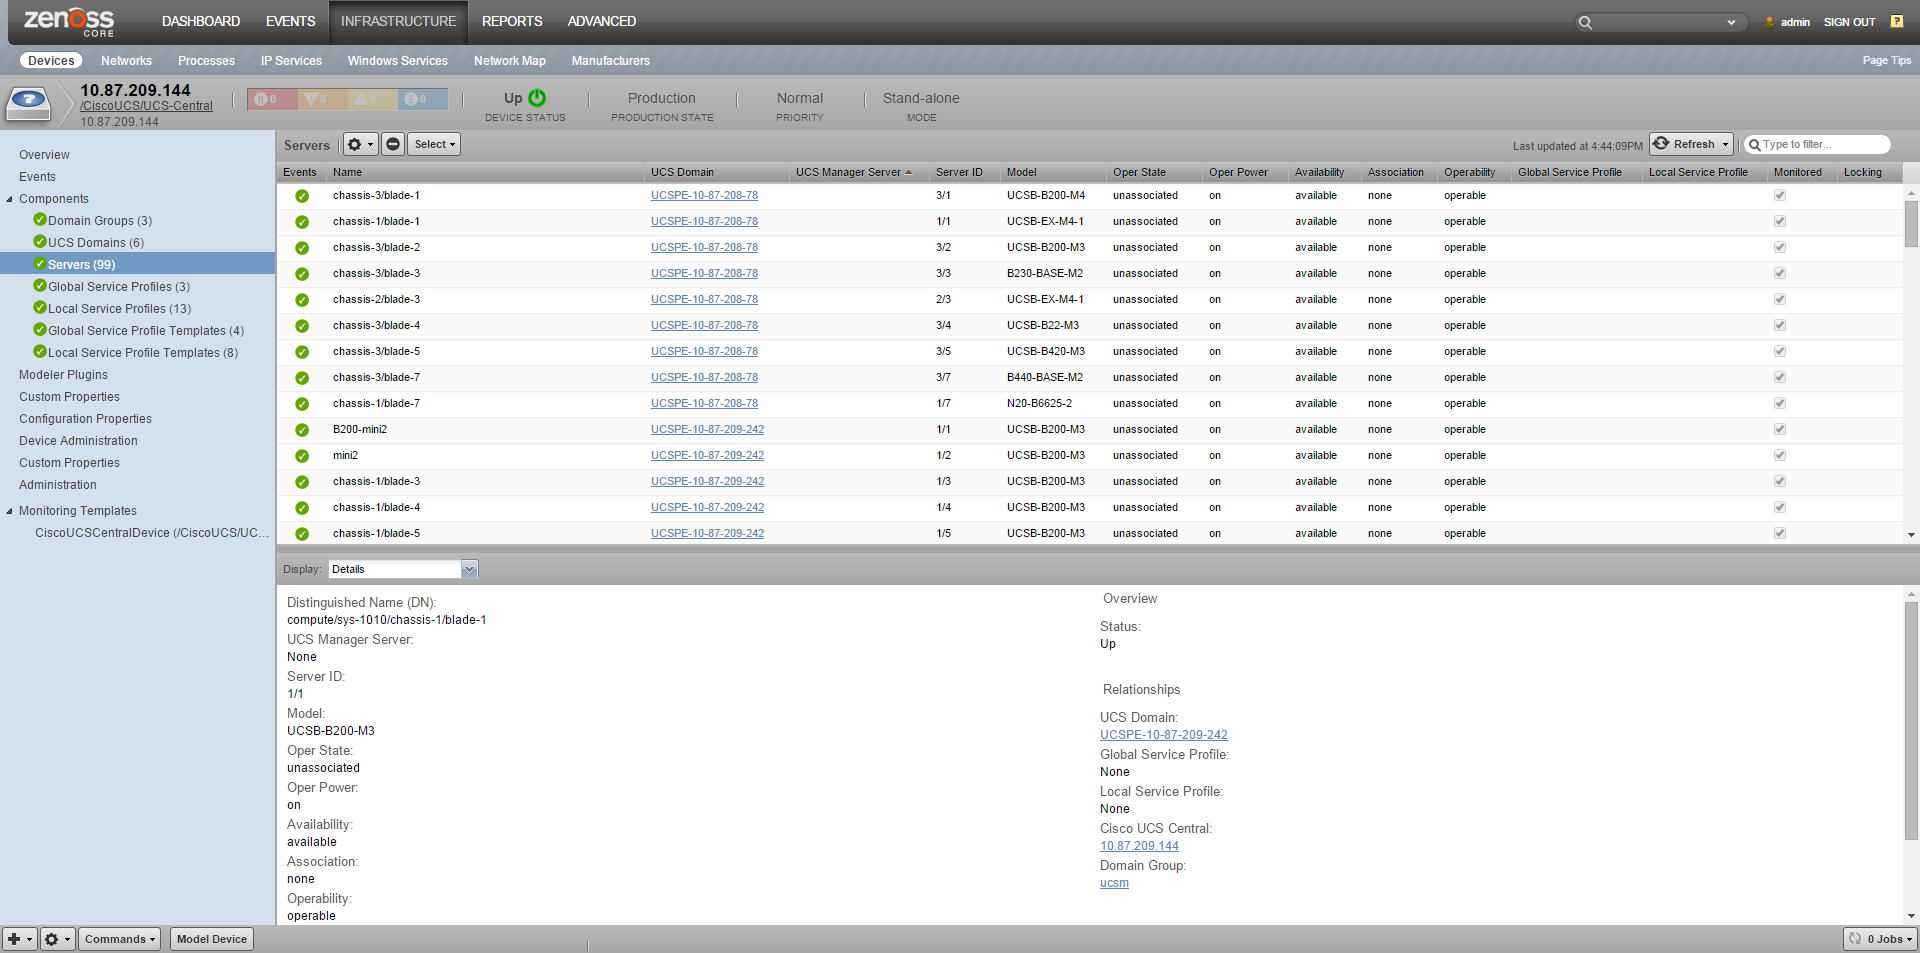 zenoss CORE DASHBOARD EVENTS INFRASTRUCTURE REPORTS ADVANCED admin SIGN OUT ?
Devices Networks Processes IP Services Windows Services Network Map Manufacturers Page Tips
10.87.209.144
/CiscoUCS/UCS-Central
10.87.209.144
0 0 0 0
Up Production Normal Stand-alone
DEVICE STATUS PRODUCTION STATE PRIORITY MODE
Overview
Events
Components
Domain Groups (3)
UCS Domains (6)
Servers (99)
Global Service Profiles (3)
Local Service Profiles (13)
Global Service Profile Templates (4)
Local Service Profile Templates (8)
Modeler Plugins
Custom Properties
Configuration Properties
Device Administration
Custom Properties
Administration
Monitoring Templates
CiscoUCSCentralDevice (/CiscoUCS/UC...
Servers Select Last updated at 4:44:09PM Refresh Type to filter...
Events Name UCS Domain UCS Manager Server Server ID Model Oper State Oper Power Availability Association Operability Global Service Profile Local Service Profile Monitored Locking
chassis-3/blade-1 UCSPE-10-87-208-78 3/1 UCSB-B200-M4 unassociated on available none operable
chassis-1/blade-1 UCSPE-10-87-208-78 1/1 UCSB-EX-M4-1 unassociated on available none operable
chassis-3/blade-2 UCSPE-10-87-208-78 3/2 UCSB-B200-M3 unassociated on available none operable
chassis-3/blade-3 UCSPE-10-87-208-78 3/3 B230-BASE-M2 unassociated on available none operable
chassis-2/blade-3 UCSPE-10-87-208-78 2/3 UCSB-EX-M4-1 unassociated on available none operable
chassis-3/blade-4 UCSPE-10-87-208-78 3/4 UCSB-B22-M3 unassociated on available none operable
chassis-3/blade-5 UCSPE-10-87-208-78 3/5 UCSB-B420-M3 unassociated on available none operable
chassis-3/blade-7 UCSPE-10-87-208-78 3/7 B440-BASE-M2 unassociated on available none operable
chassis-1/blade-7 UCSPE-10-87-208-78 1/7 N20-B6625-2 unassociated on available none operable
B200-mini2 UCSPE-10-87-209-242 1/1 UCSB-B200-M3 unassociated on available none operable
mini2 UCSPE-10-87-209-242 1/2 UCSB-B200-M3 unassociated on available none operable
chassis-1/blade-3 UCSPE-10-87-209-242 1/3 UCSB-B200-M3 unassociated on available none operable
chassis-1/blade-4 UCSPE-10-87-209-242 1/4 UCSB-B200-M3 unassociated on available none operable
chassis-1/blade-5 UCSPE-10-87-209-242 1/5 UCSB-B200-M3 unassociated on available none operable
Display: Details
Distinguished Name (DN):
compute/sys-1010/chassis-1/blade-1
UCS Manager Server:
None
Server ID:
1/1
Model:
UCSB-B200-M3
Oper State:
unassociated
Oper Power:
on
Availability:
available
Association:
none
Operability:
operable
Overview
Status:
Up
Relationships
UCS Domain:
UCSPE-10-87-209-242
Global Service Profile:
None
Local Service Profile:
None
Cisco UCS Central:
10.87.209.144
Domain Group:
ucsm
Commands Model Device 0 Jobs